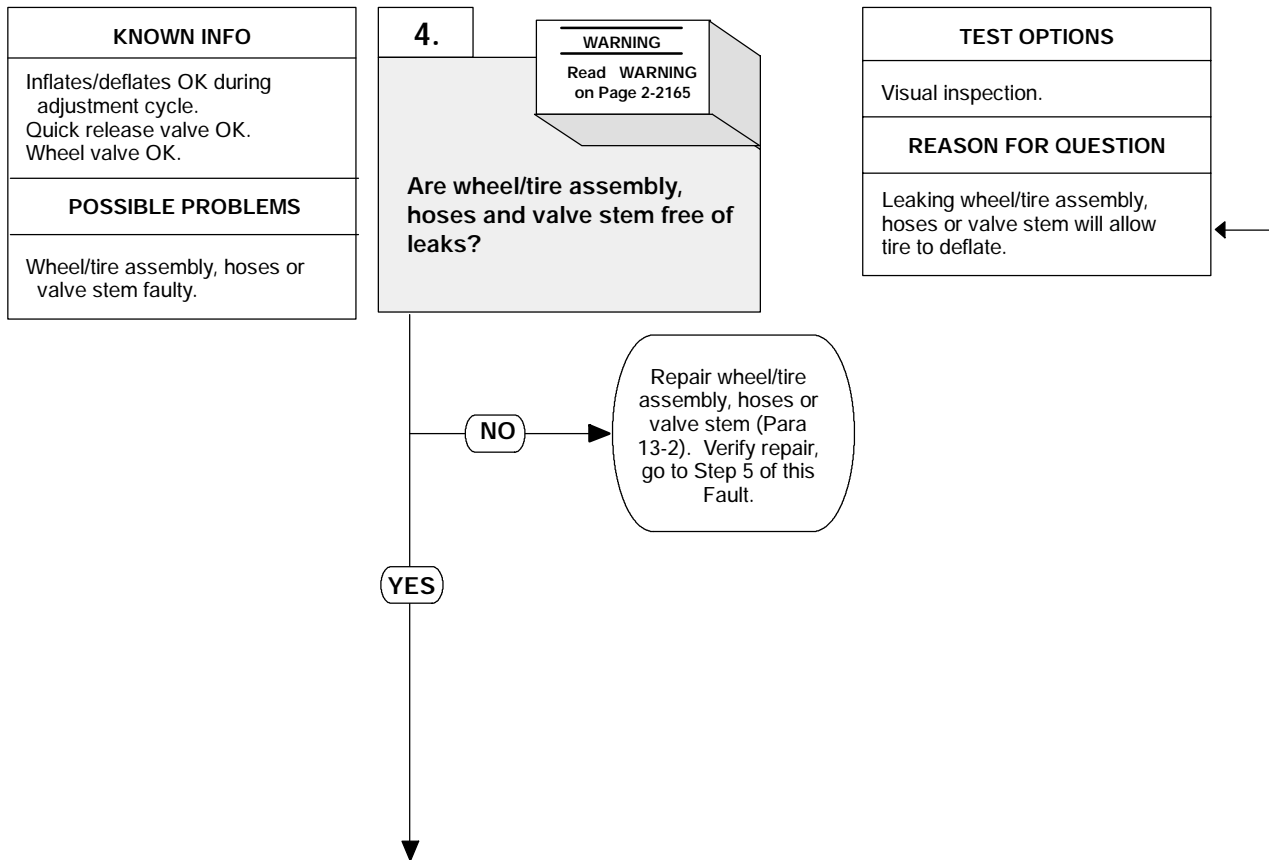 KNOWN INFO
Inflates/deflates OK during
adjustment cycle.
Quick release valve OK.
Wheel valve OK.
POSSIBLE PROBLEMS
Wheel/tire assembly, hoses or
valve stem faulty.
4.
WARNING
Read WARNING
on Page 2-2165
Are wheel/tire assembly,
hoses and valve stem free of
leaks?
TEST OPTIONS
Visual inspection.
REASON FOR QUESTION
Leaking wheel/tire assembly,
hoses or valve stem will allow
tire to deflate.
NO
Repair wheel/tire
assembly, hoses or
valve stem (Para
13-2). Verify repair,
go to Step 5 of this
Fault.
YES